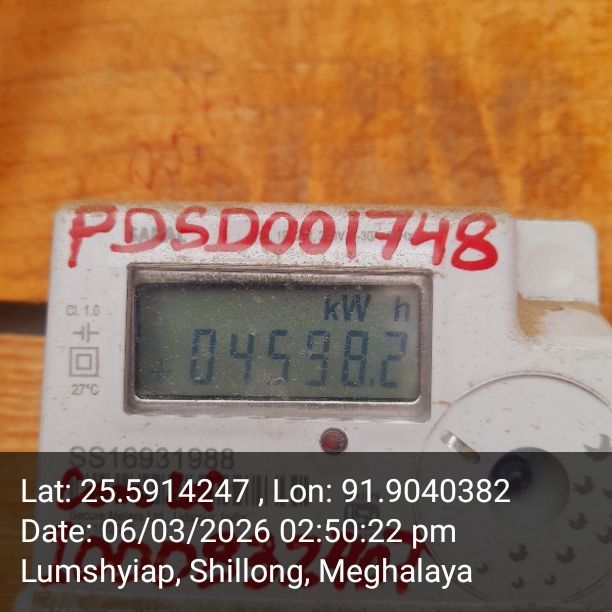 PDSD001748
Cl. 1.0
kW h
04598.2
27°C
SS16931988
Lat: 25.5914247 , Lon: 91.9040382
Date: 06/03/2026 02:50:22 pm
Lumshyiap, Shillong, Meghalaya